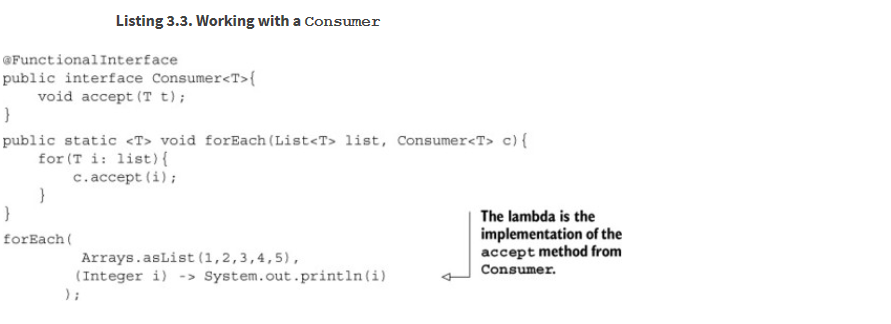 Listing 3.3. Working with a Consumer
@FunctionalInterface
public interface Consumer<T>{
    void accept(T t);
}
public static <T> void forEach(List<T> list, Consumer<T> c){
    for(T i: list){
        c.accept(i);
    }
}
forEach(
        Arrays.asList(1,2,3,4,5),
        (Integer i) -> System.out.println(i)
       );
The lambda is the
implementation of the
accept method from
Consumer.